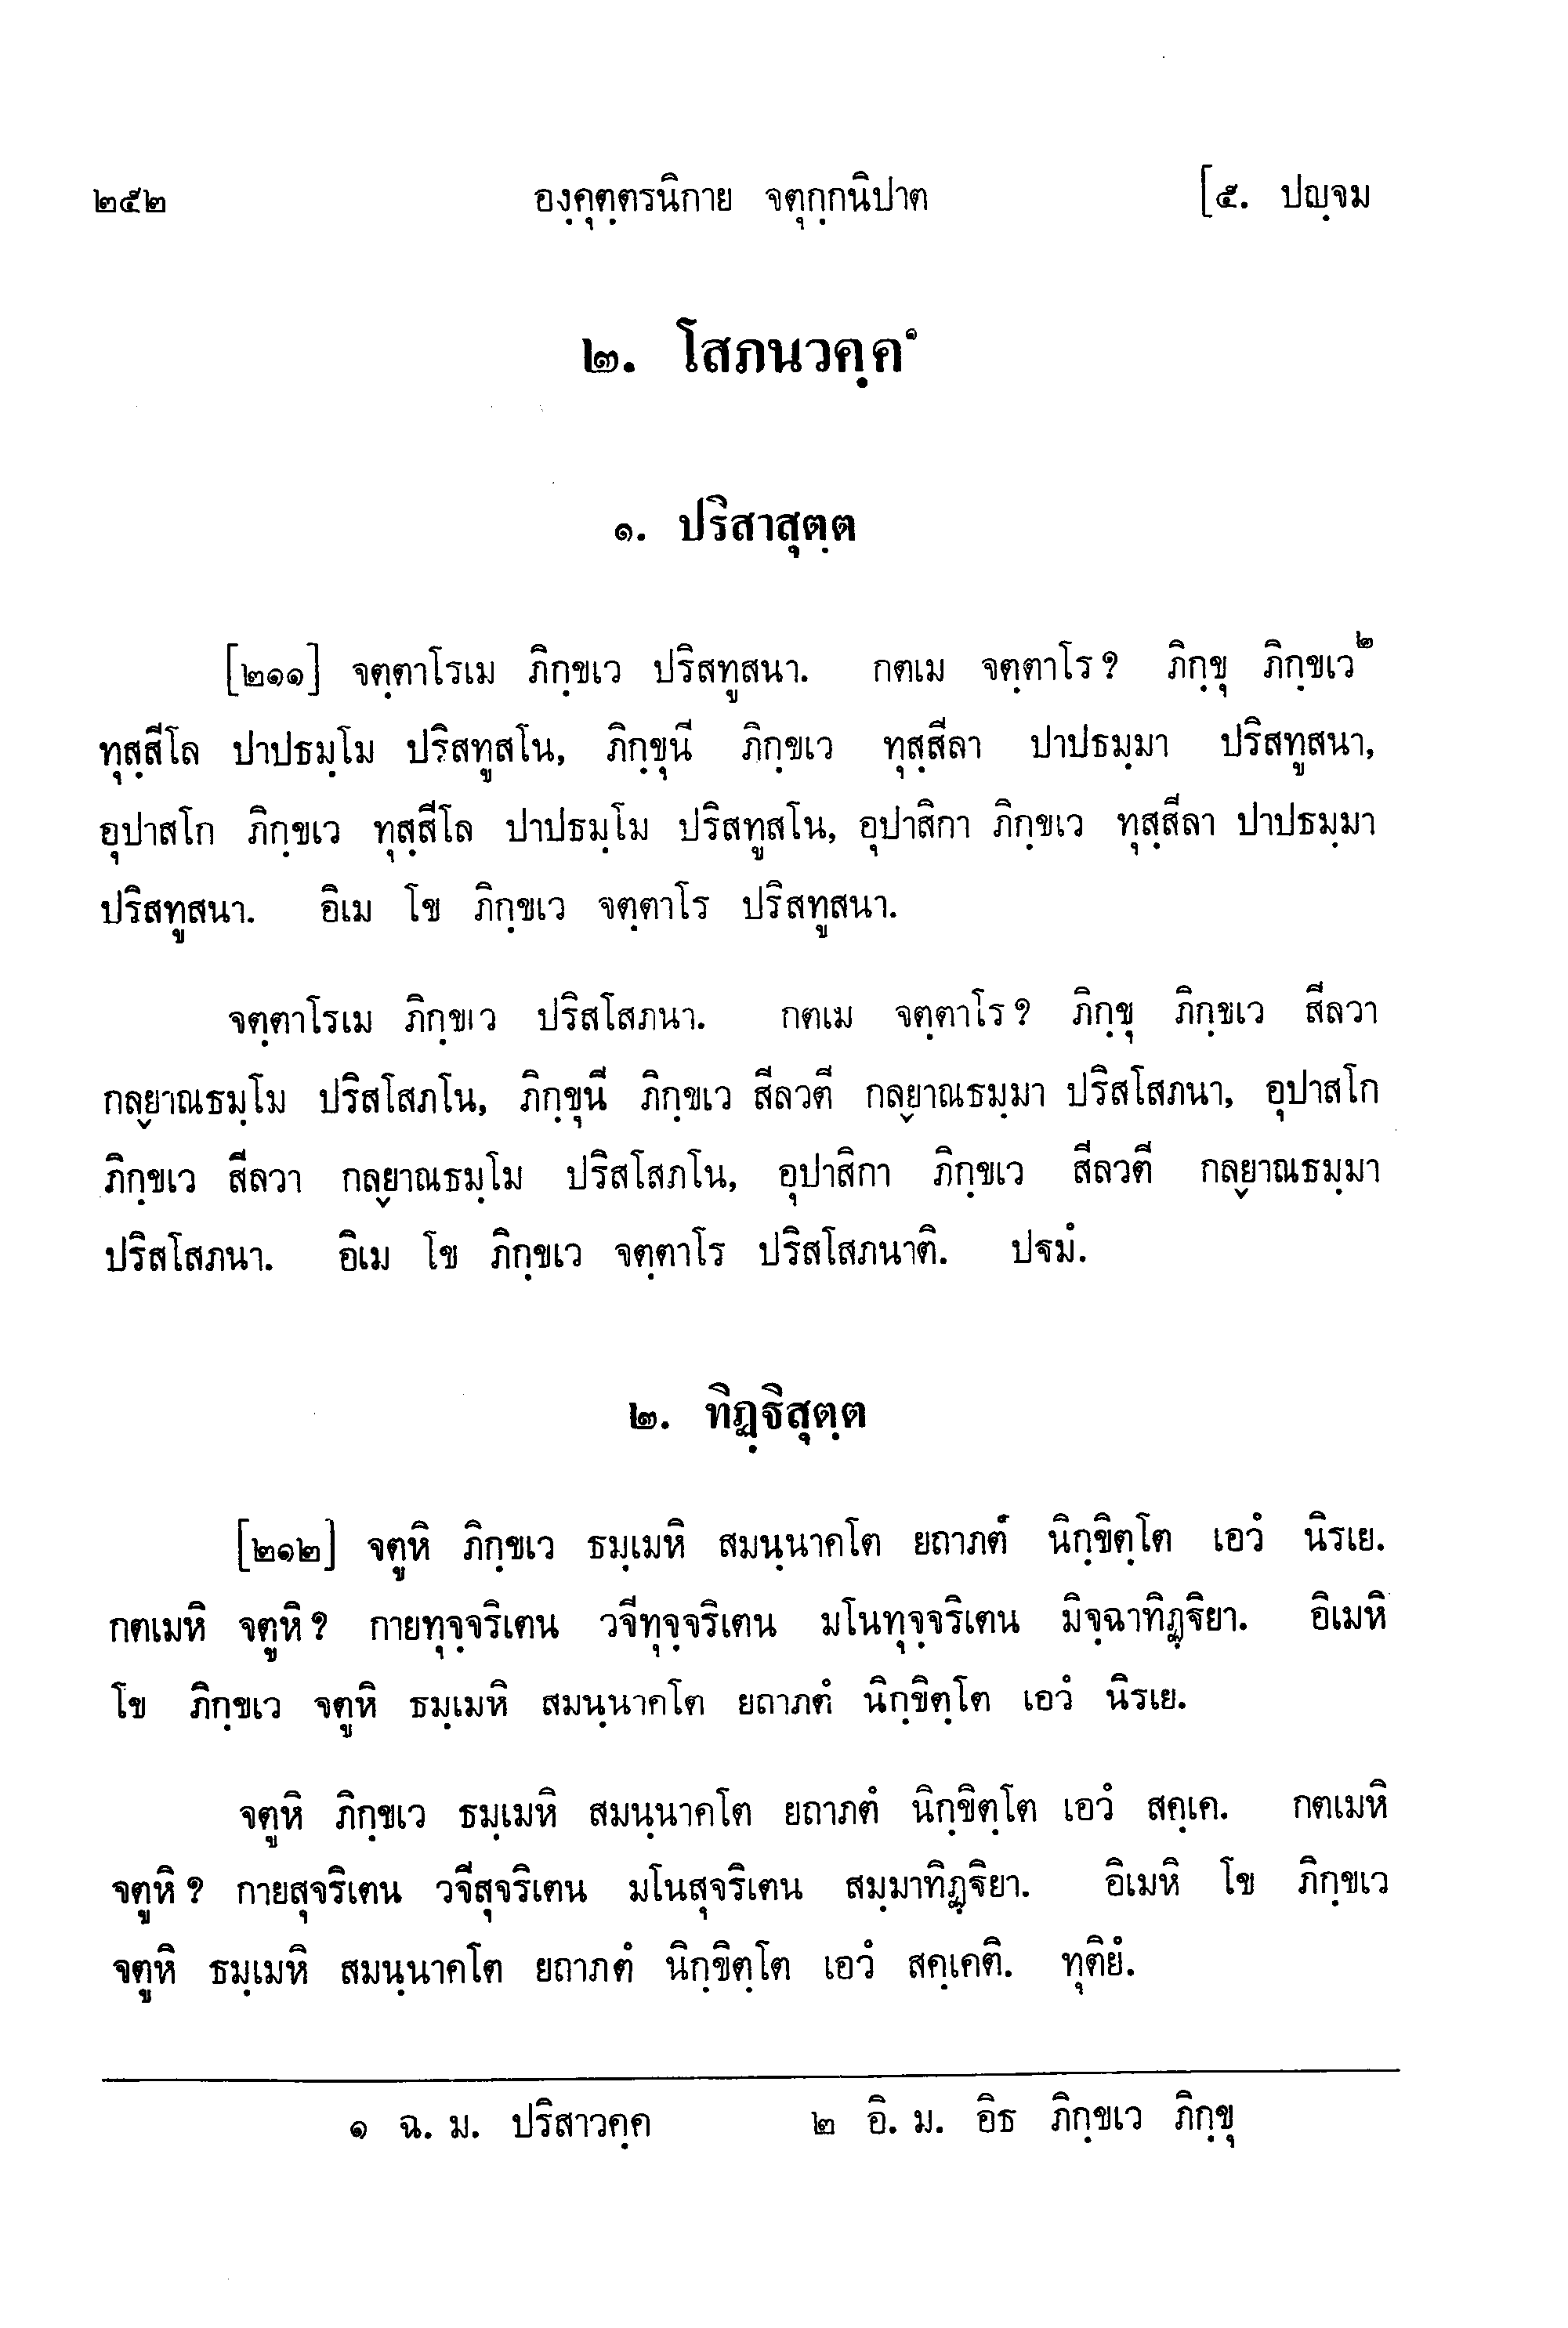 ๒๕๒ องฺคุตฺตรนิกาย จตุกฺกนิปาต [๕. ปญฺจม
๒. โสภนวคฺค๑
๑. ปริสาสุตฺต
[๒๑๑] จตฺตาโรเม ภิกฺขเว ปริสทูสนา. กตเม จตฺตาโร? ภิกฺขุ ภิกฺขเว๒
ทุสฺสีโล ปาปธมฺโม ปริสทูสโน, ภิกฺขุนี ภิกฺขเว ทุสฺสีลา ปาปธมฺมา ปริสทูสนา,
อุปาสโก ภิกฺขเว ทุสฺสีโล ปาปธมฺโม ปริสทูสโน, อุปาสิกา ภิกฺขเว ทุสฺสีลา ปาปธมฺมา
ปริสทูสนา. อิเม โข ภิกฺขเว จตฺตาโร ปริสทูสนา.
จตฺตาโรเม ภิกฺขเว ปริสโสภนา. กตเม จตฺตาโร? ภิกฺขุ ภิกฺขเว สีลวา
กลฺยาณธมฺโม ปริสโสภโน, ภิกฺขุนี ภิกฺขเว สีลวตี กลฺยาณธมฺมา ปริสโสภนา, อุปาสโก
ภิกฺขเว สีลวา กลฺยาณธมฺโม ปริสโสภโน, อุปาสิกา ภิกฺขเว สีลวตี กลฺยาณธมฺมา
ปริสโสภนา. อิเม โข ภิกฺขเว จตฺตาโร ปริสโสภนาติ. ปฐมํ.
๒. ทิฏฺฐิสุตฺต
[๒๑๒] จตูหิ ภิกฺขเว ธมฺเมหิ สมนฺนาคโต ยถาภตํ นิกฺขิตฺโต เอวํ นิรเย.
กตเมหิ จตูหิ? กายทุจฺจริเตน วจีทุจฺจริเตน มโนทุจฺจริเตน มิจฺฉาทิฏฺฐิยา. อิเมหิ
โข ภิกฺขเว จตูหิ ธมฺเมหิ สมนฺนาคโต ยถาภตํ นิกฺขิตฺโต เอวํ นิรเย.
จตูหิ ภิกฺขเว ธมฺเมหิ สมนฺนาคโต ยถาภตํ นิกฺขิตฺโต เอวํ สคฺเค. กตเมหิ
จตูหิ? กายสุจริเตน วจีสุจริเตน มโนสุจริเตน สมฺมาทิฏฺฐิยา. อิเมหิ โข ภิกฺขเว
จตูหิ ธมฺเมหิ สมนฺนาคโต ยถาภตํ นิกฺขิตฺโต เอวํ สคฺเคติ. ทุติยํ.
๑ ฉ. ม. ปริสาวคฺค ๒ อิ. ม. อิธ ภิกฺขเว ภิกฺขุ